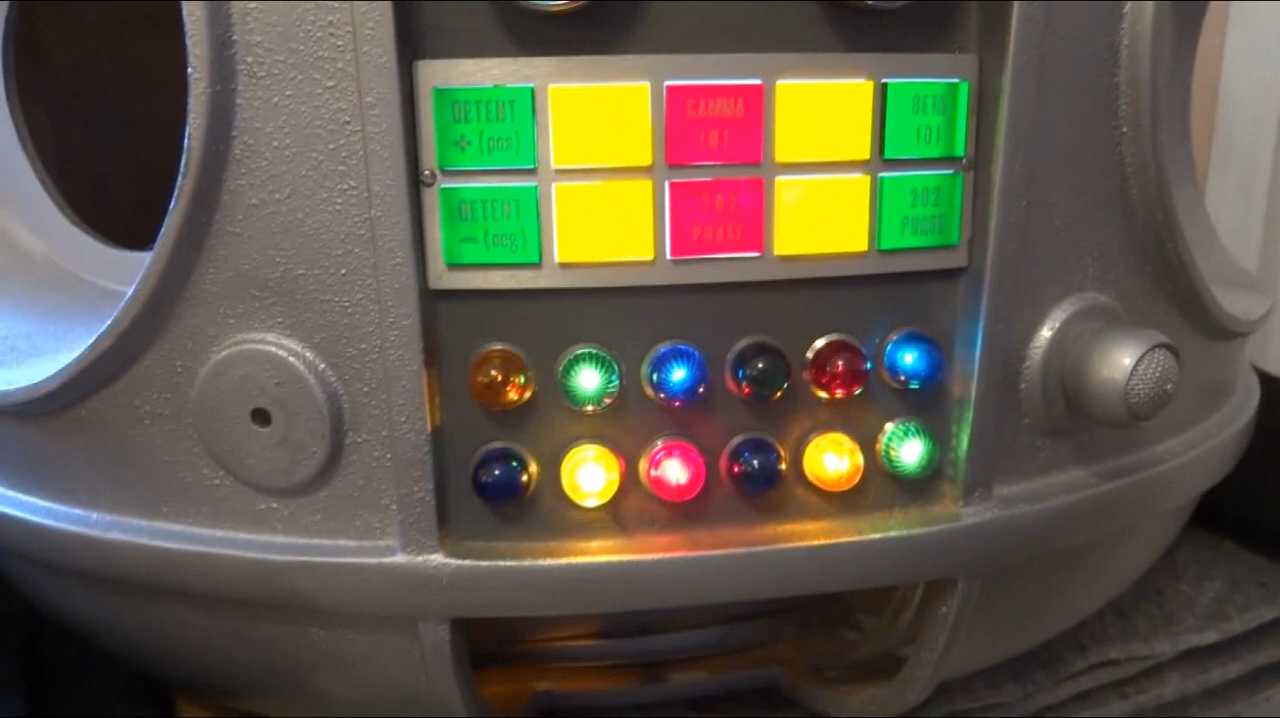 DETENT
+ (pos)
GAMMA
101
BETA
101
DETENT
- (neg)
202
PHASE
202
PHASE